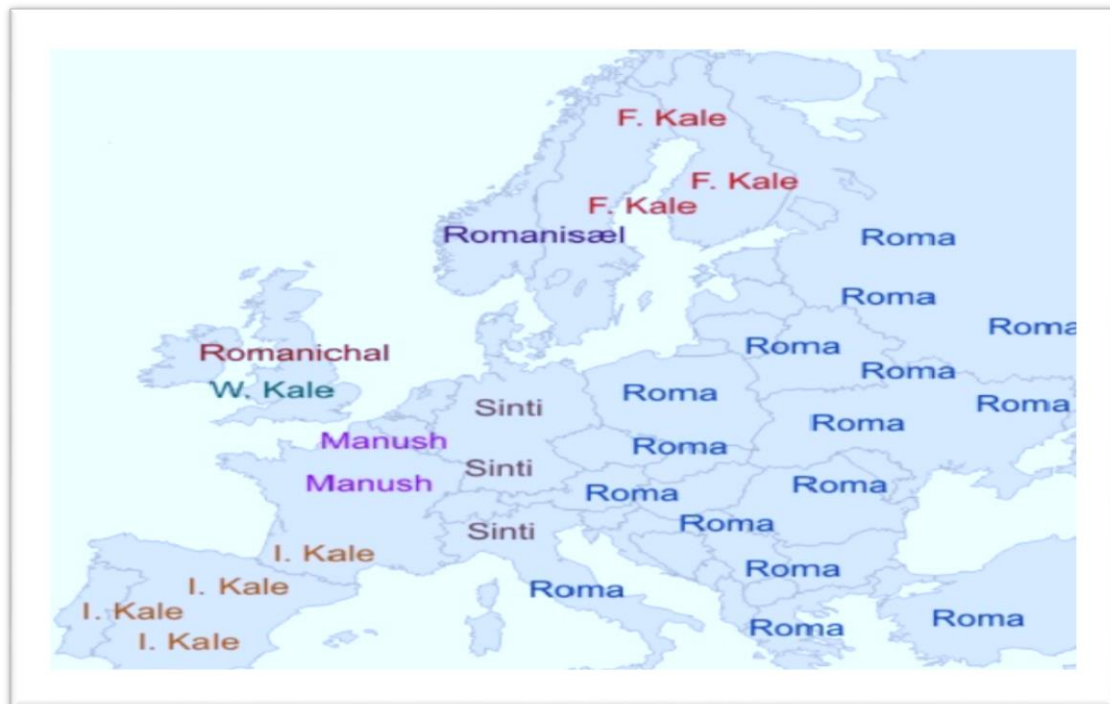 F. Kale
F. Kale
F. Kale
Romanisæl
Roma
Roma
Roma
Roma
Romanichal
Roma
W. Kale
Roma
Sinti
Roma
Roma
Manush
Roma
Sinti
Manush
Roma
Roma
Roma
Sinti
I. Kale
Roma
I. Kale
Roma
I. Kale
Roma
Roma
I. Kale